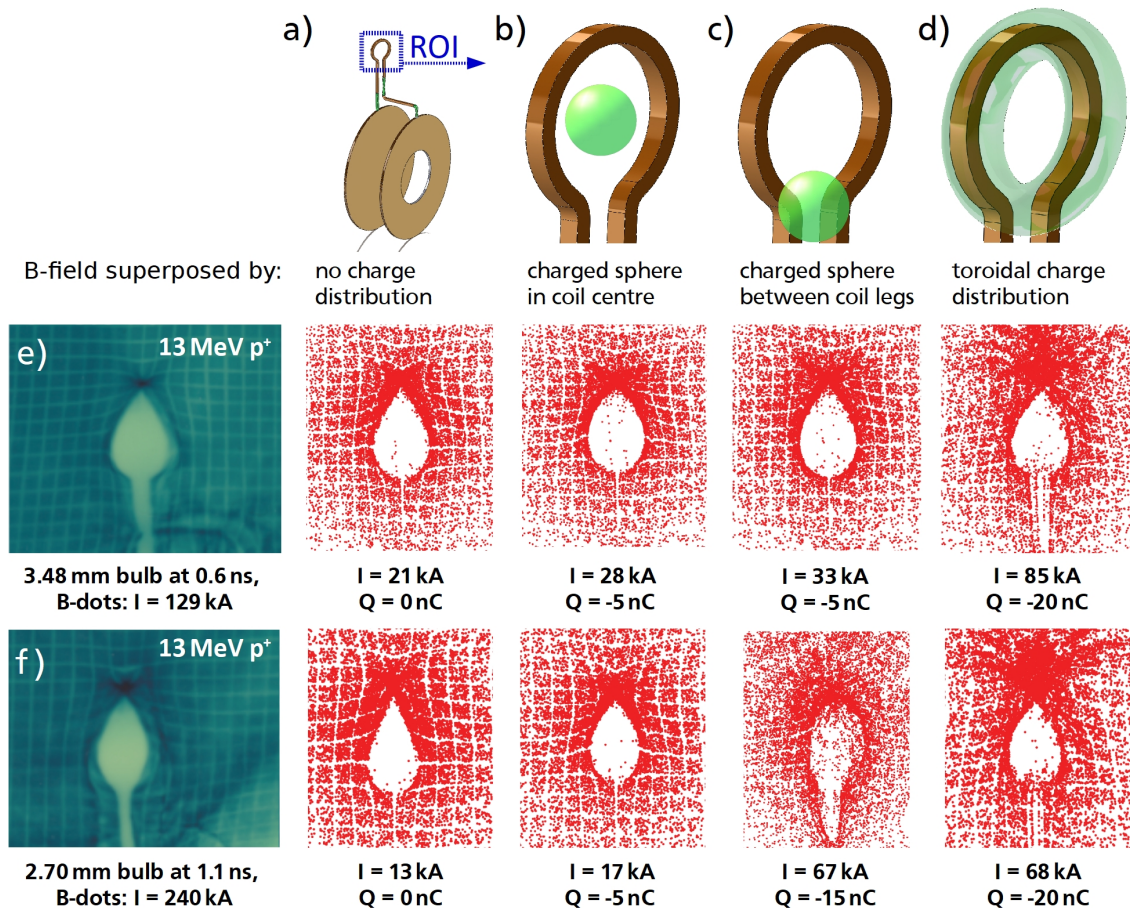 a)
ROI
b)
c)
d)
B-field superposed by:
no charge
distribution
charged sphere
in coil centre
charged sphere
between coil legs
toroidal charge
distribution
e)
13 MeV p⁺
3.48 mm bulb at 0.6 ns,
B-dots: I = 129 kA
I = 21 kA
Q = 0 nC
I = 28 kA
Q = -5 nC
I = 33 kA
Q = -5 nC
I = 85 kA
Q = -20 nC
f)
13 MeV p⁺
2.70 mm bulb at 1.1 ns,
B-dots: I = 240 kA
I = 13 kA
Q = 0 nC
I = 17 kA
Q = -5 nC
I = 67 kA
Q = -15 nC
I = 68 kA
Q = -20 nC